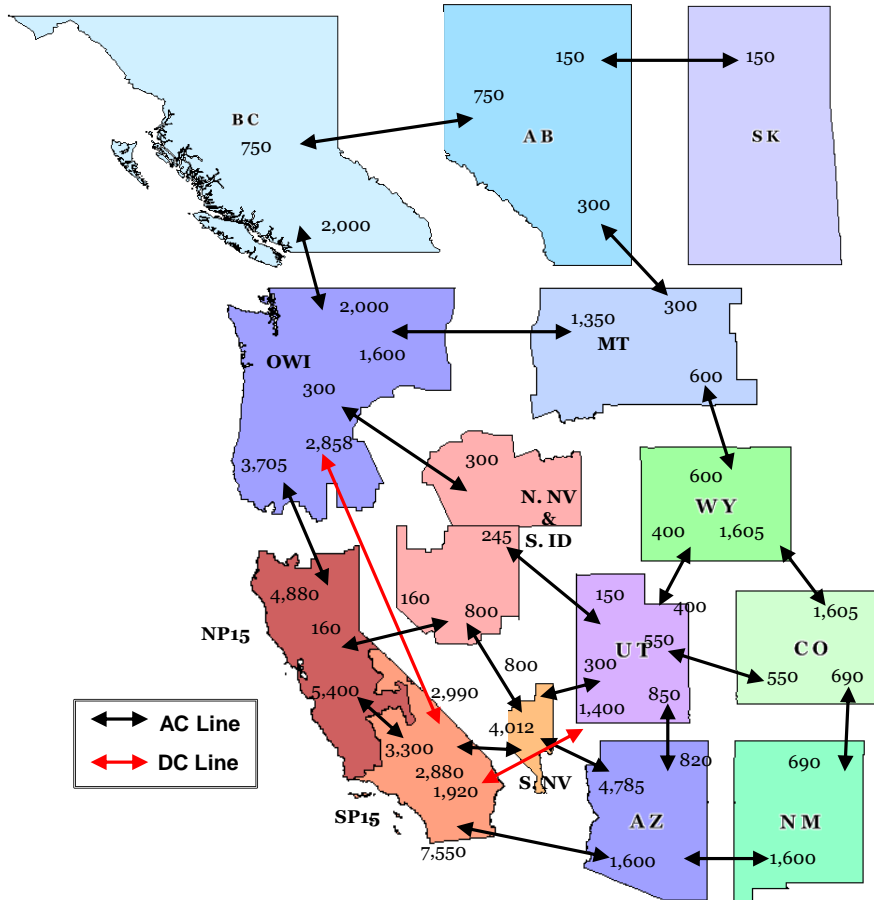 150
150
750
BC
AB
SK
750
300
2,000
2,000
300
1,350
OWI
1,600
MT
300
600
2,858
3,705
300
600
N. NV
&
S. ID
WY
245
400
1,605
4,880
160
150
400
1,605
NP15
160
800
UT
550
CO
800
300
550
690
5,400
2,990
850
1,400
4,012
AC Line
3,300
DC Line
2,880
820
690
1,920
S. NV
4,785
SP15
AZ
NM
7,550
1,600
1,600